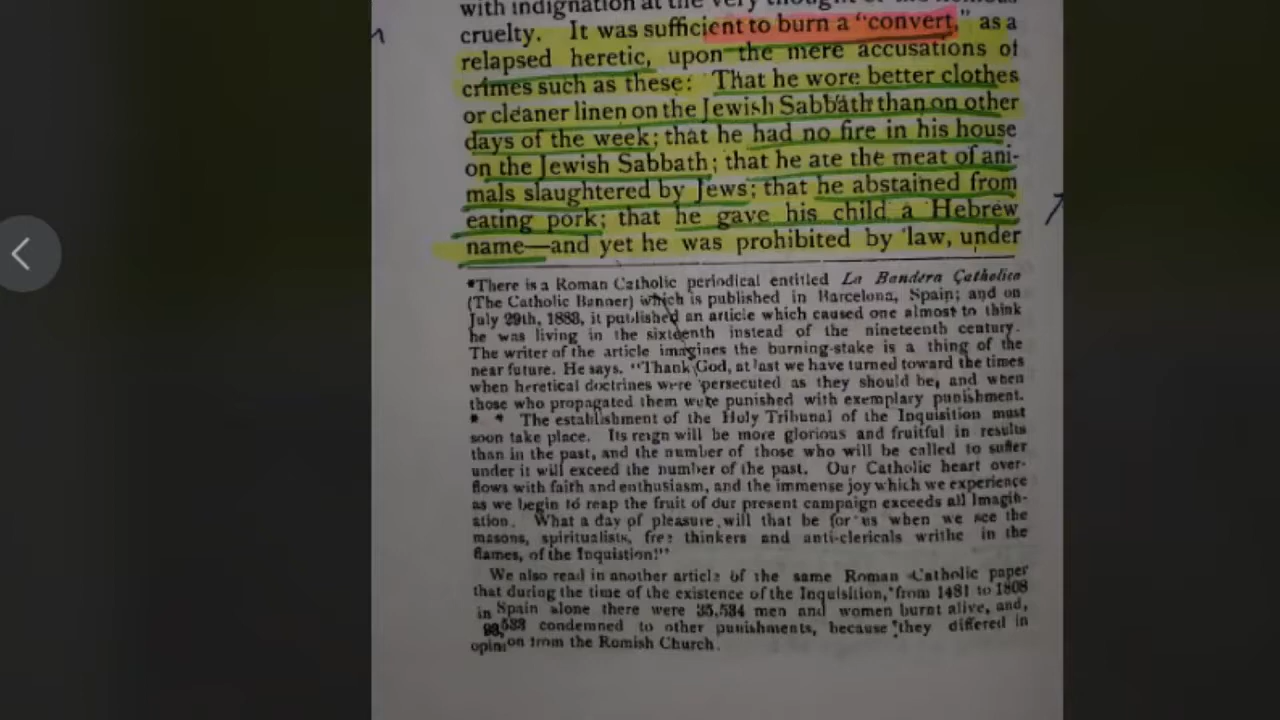 with indignation at the very thought of the
cruelty. It was sufficient to burn a "convert," as a
relapsed heretic, upon the mere accusations of
crimes such as these: That he wore better clothes
or cleaner linen on the Jewish Sabbath than on other
days of the week; that he had no fire in his house
on the Jewish Sabbath; that he ate the meat of ani-
mals slaughtered by Jews; that he abstained from
eating pork; that he gave his child a Hebrew
name—and yet he was prohibited by law, under
*There is a Roman Catholic periodical entitled La Bandera Catholica
(The Catholic Banner) which is published in Barcelona, Spain; and on
July 29th, 1883, it published an article which caused one almost to think
he was living in the sixteenth instead of the nineteenth century.
The writer of the article imagines the burning-stake is a thing of the
near future. He says. "Thank God, at last we have turned toward the times
when heretical doctrines were persecuted as they should be, and when
those who propagated them were punished with exemplary punishment.
* * The establishment of the Holy Tribunal of the Inquisition must
soon take place. Its reign will be more glorious and fruitful in results
than in the past, and the number of those who will be called to suffer
under it will exceed the number of the past. Our Catholic heart over-
flows with faith and enthusiasm, and the immense joy which we experience
as we begin to reap the fruit of our present campaign exceeds all Imagin-
ation. What a day of pleasure will that be for us when we see the
masons, spiritualists, free thinkers and anti-clericals writhe in the
flames, of the Inquistion!"
We also read in another article of the same Roman Catholic paper
that during the time of the existence of the Inquisition, from 1481 to 1808
in Spain alone there were 35,534 men and women burnt alive, and,
condemned to other punishments, because they differed in
opinion from the Romish Church.